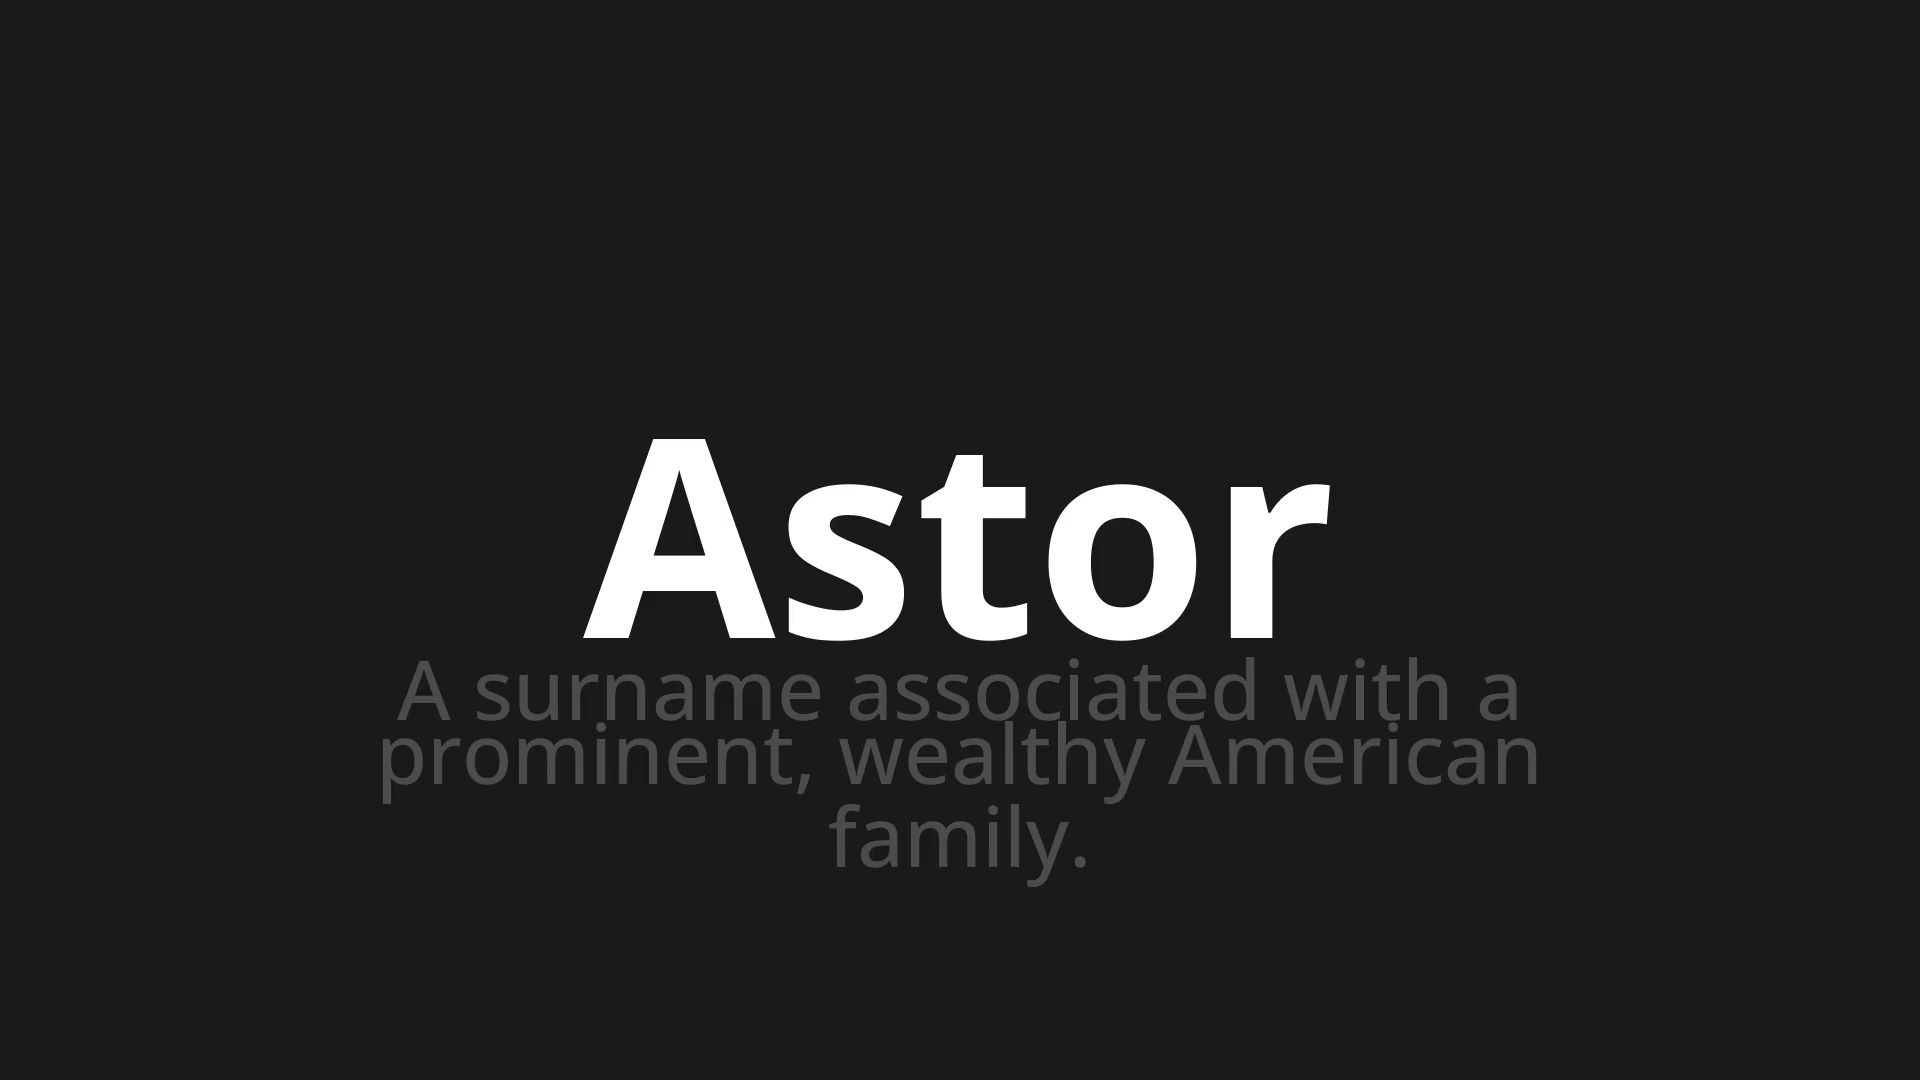 Astor
A surname associated with a
prominent, wealthy American
family.